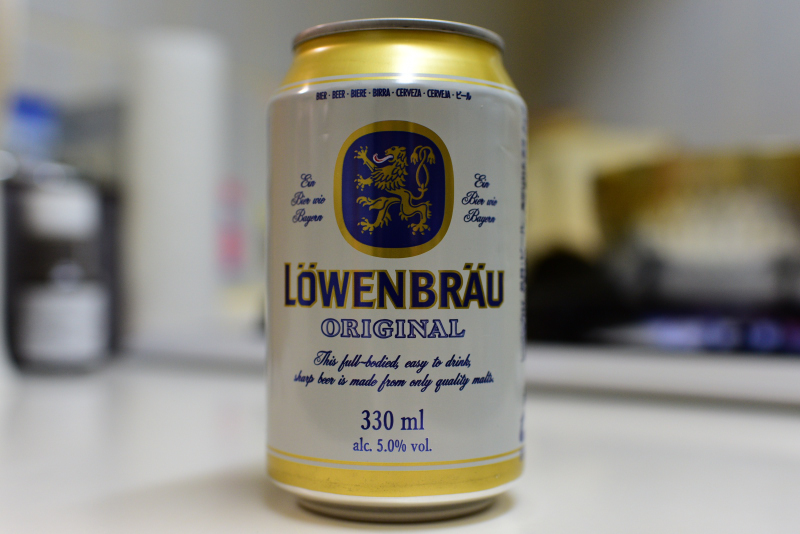 BIER · BEER · BIERE · BIRRA · CERVEZA · CERVEJA · ビール
Ein
Bier wie
Bayern
Ein
Bier wie
Bayern
LÖWENBRÄU
ORIGINAL
This full-bodied, easy to drink,
sharp beer is made from only quality malts.
330 ml
alc. 5.0% vol.